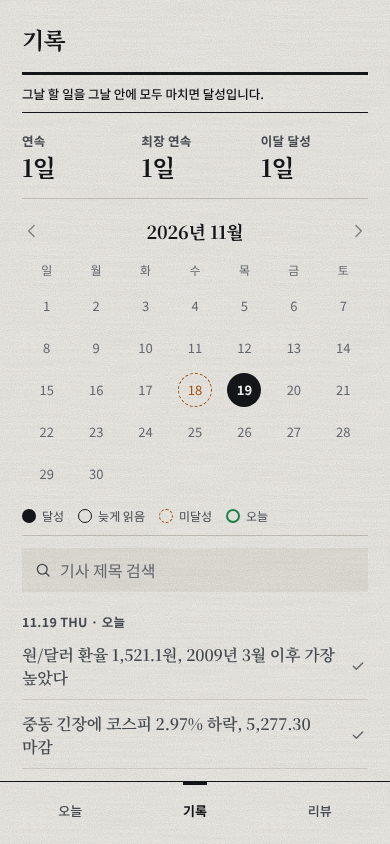 기록
그날 할 일을 그날 안에 모두 마치면 달성입니다.
연속 최장 연속 이달 달성
1일 1일 1일
2026년 11월
일 월 화 수 목 금 토
1 2 3 4 5 6 7
8 9 10 11 12 13 14
15 16 17 18 19 20 21
22 23 24 25 26 27 28
29 30
달성 늦게 읽음 미달성 오늘
기사 제목 검색
11.19 THU · 오늘
원/달러 환율 1,521.1원, 2009년 3월 이후 가장
높았다
중동 긴장에 코스피 2.97% 하락, 5,277.30
마감
오늘 기록 리뷰